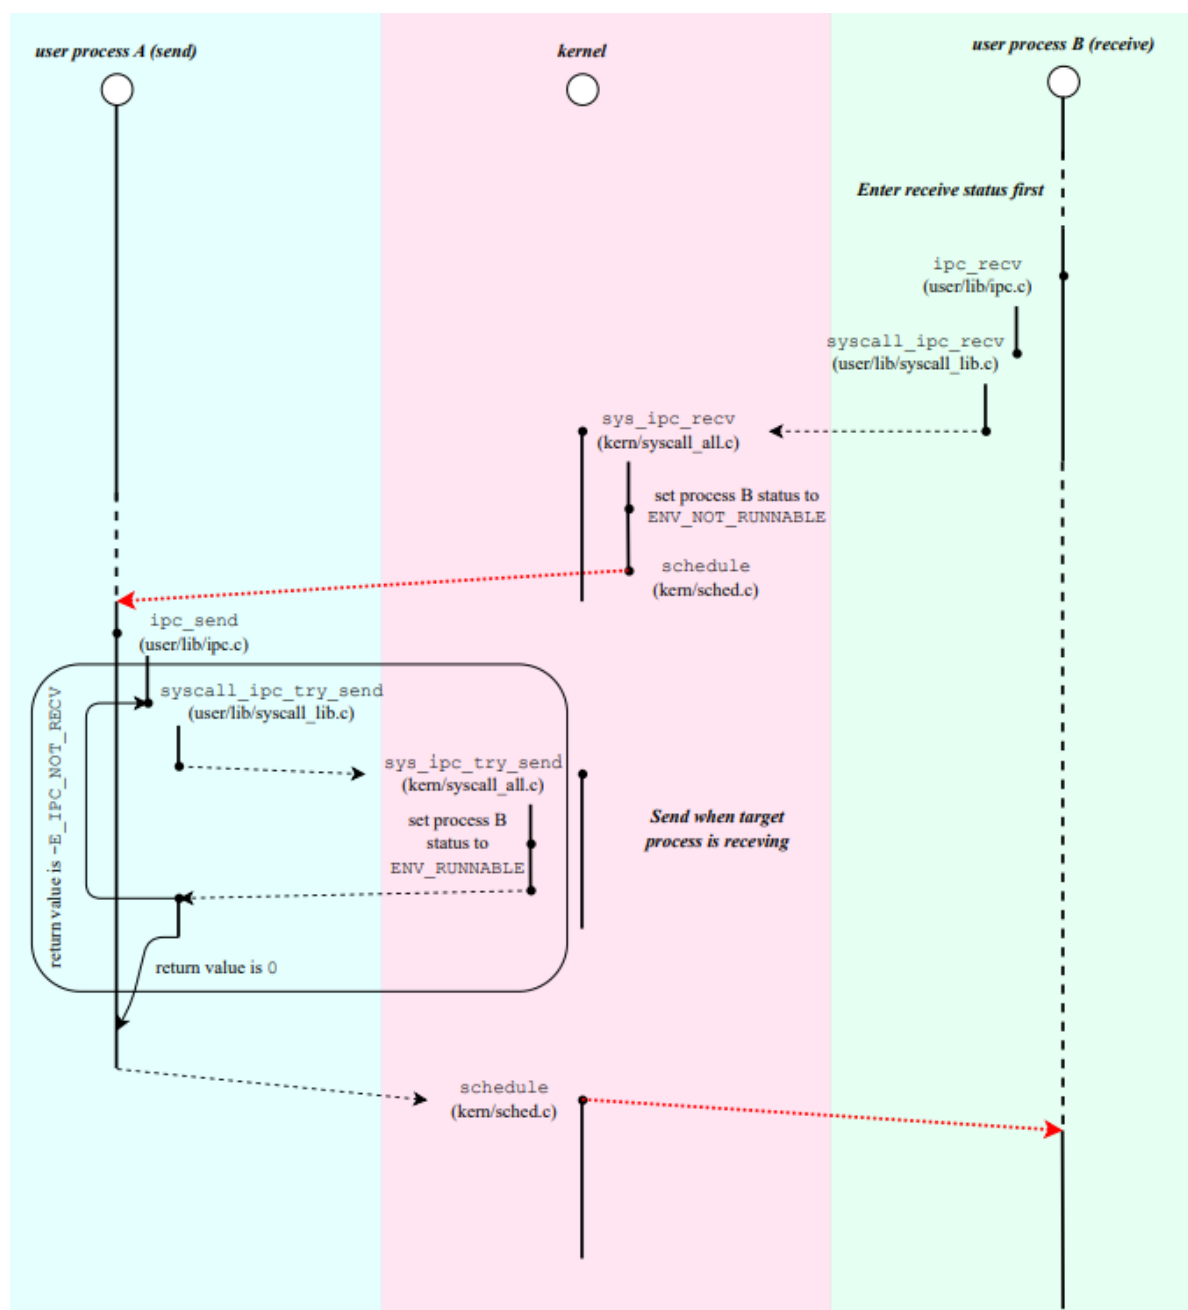 user process A (send)
kernel
user process B (receive)
Enter receive status first
ipc_recv
(user/lib/ipc.c)
syscall_ipc_recv
(user/lib/syscall_lib.c)
sys_ipc_recv
(kern/syscall_all.c)
set process B status to
ENV_NOT_RUNNABLE
schedule
(kern/sched.c)
ipc_send
(user/lib/ipc.c)
syscall_ipc_try_send
(user/lib/syscall_lib.c)
return value is -E_IPC_NOT_RECV
sys_ipc_try_send
(kern/syscall_all.c)
set process B
status to
ENV_RUNNABLE
Send when target
process is receving
return value is 0
schedule
(kern/sched.c)